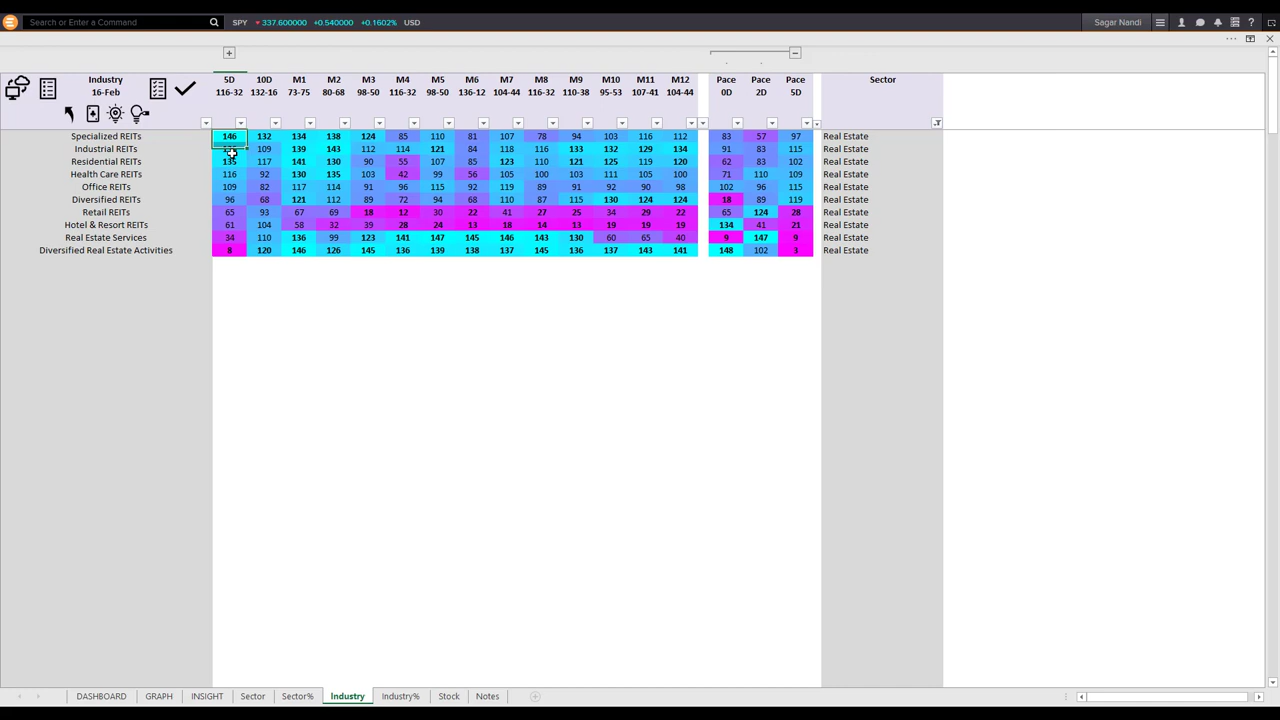 Search or Enter a Command SPY 337.600000 +0.540000 +0.1602% USD Sagar Nandi ?
+ −
Industry 5D 10D M1 M2 M3 M4 M5 M6 M7 M8 M9 M10 M11 M12 Pace Pace Pace Sector
16-Feb 116-32 132-16 73-75 80-68 98-50 116-32 98-50 136-12 104-44 116-32 110-38 95-53 107-41 104-44 0D 2D 5D
Specialized REITs 146 132 134 138 124 85 110 81 107 78 94 103 116 112 83 57 97 Real Estate
Industrial REITs 109 139 143 112 114 121 84 118 116 133 132 129 134 91 83 115 Real Estate
Residential REITs 135 117 141 130 90 55 107 85 123 110 121 125 119 120 62 83 102 Real Estate
Health Care REITs 116 92 130 135 103 42 99 56 105 100 103 111 105 100 71 110 109 Real Estate
Office REITs 109 82 117 114 91 96 115 92 119 89 91 92 90 98 102 96 115 Real Estate
Diversified REITs 96 68 121 112 89 72 94 68 110 87 115 130 124 124 18 89 119 Real Estate
Retail REITs 65 93 67 69 18 12 30 22 41 27 25 34 29 22 65 124 28 Real Estate
Hotel & Resort REITs 61 104 58 32 39 28 24 13 18 14 13 19 19 19 134 41 21 Real Estate
Real Estate Services 34 110 136 99 123 141 147 145 146 143 130 60 65 40 9 147 9 Real Estate
Diversified Real Estate Activities 8 120 146 126 145 136 139 138 137 145 136 137 143 141 148 102 3 Real Estate
DASHBOARD GRAPH INSIGHT Sector Sector% Industry Industry% Stock Notes